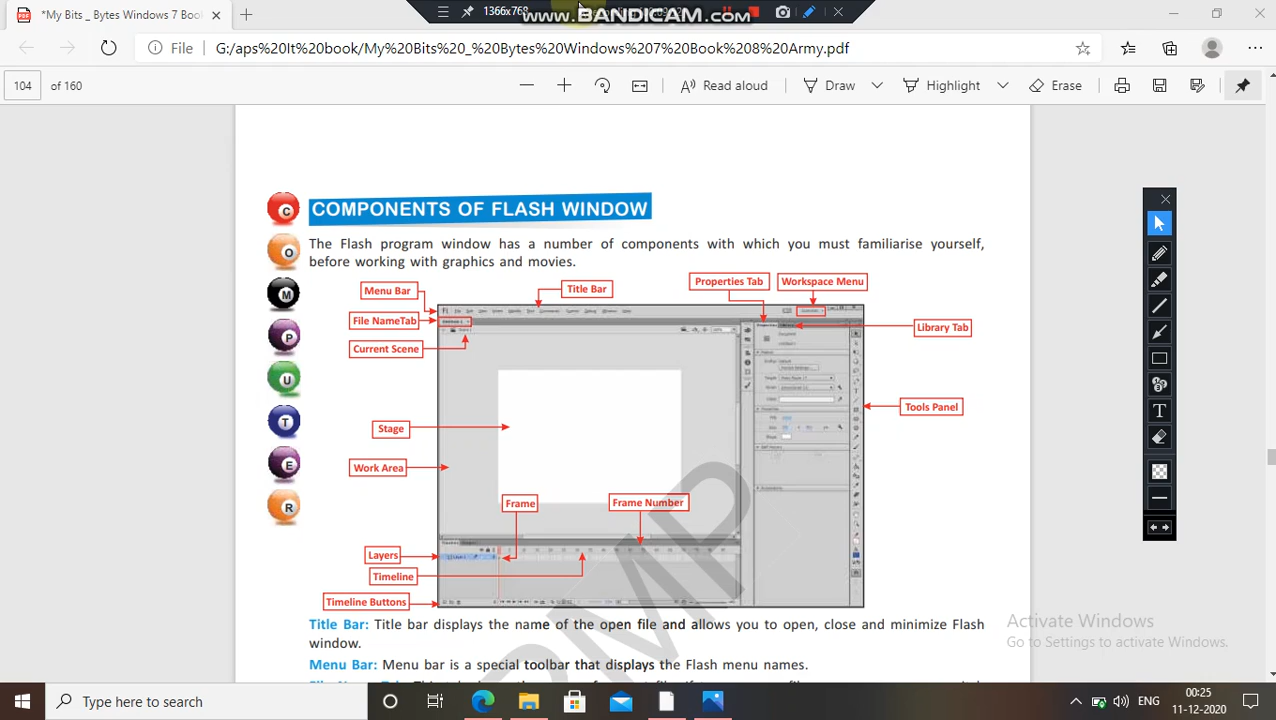 *My Bits _ Bytes Windows 7 Boo
1366x768
www.BANDICAM.com
File
G:/aps%20It%20book/My%20Bits%20_%20Bytes%20Windows%207%20Book%208%20Army.pdf
104 of 160
Read aloud
Draw
Highlight
Erase
COMPONENTS OF FLASH WINDOW
The Flash program window has a number of components with which you must familiarise yourself,
before working with graphics and movies.
C
O
M
P
U
T
E
R
Properties Tab
Workspace Menu
Menu Bar
Title Bar
File NameTab
Library Tab
Current Scene
Tools Panel
Stage
Work Area
Frame
Frame Number
Layers
Timeline
Timeline Buttons
Title Bar: Title bar displays the name of the open file and allows you to open, close and minimize Flash
window.
Menu Bar: Menu bar is a special toolbar that displays the Flash menu names.
Activate Windows
Go to Settings to activate Windows.
Type here to search
ENG
00:25
11-12-2020